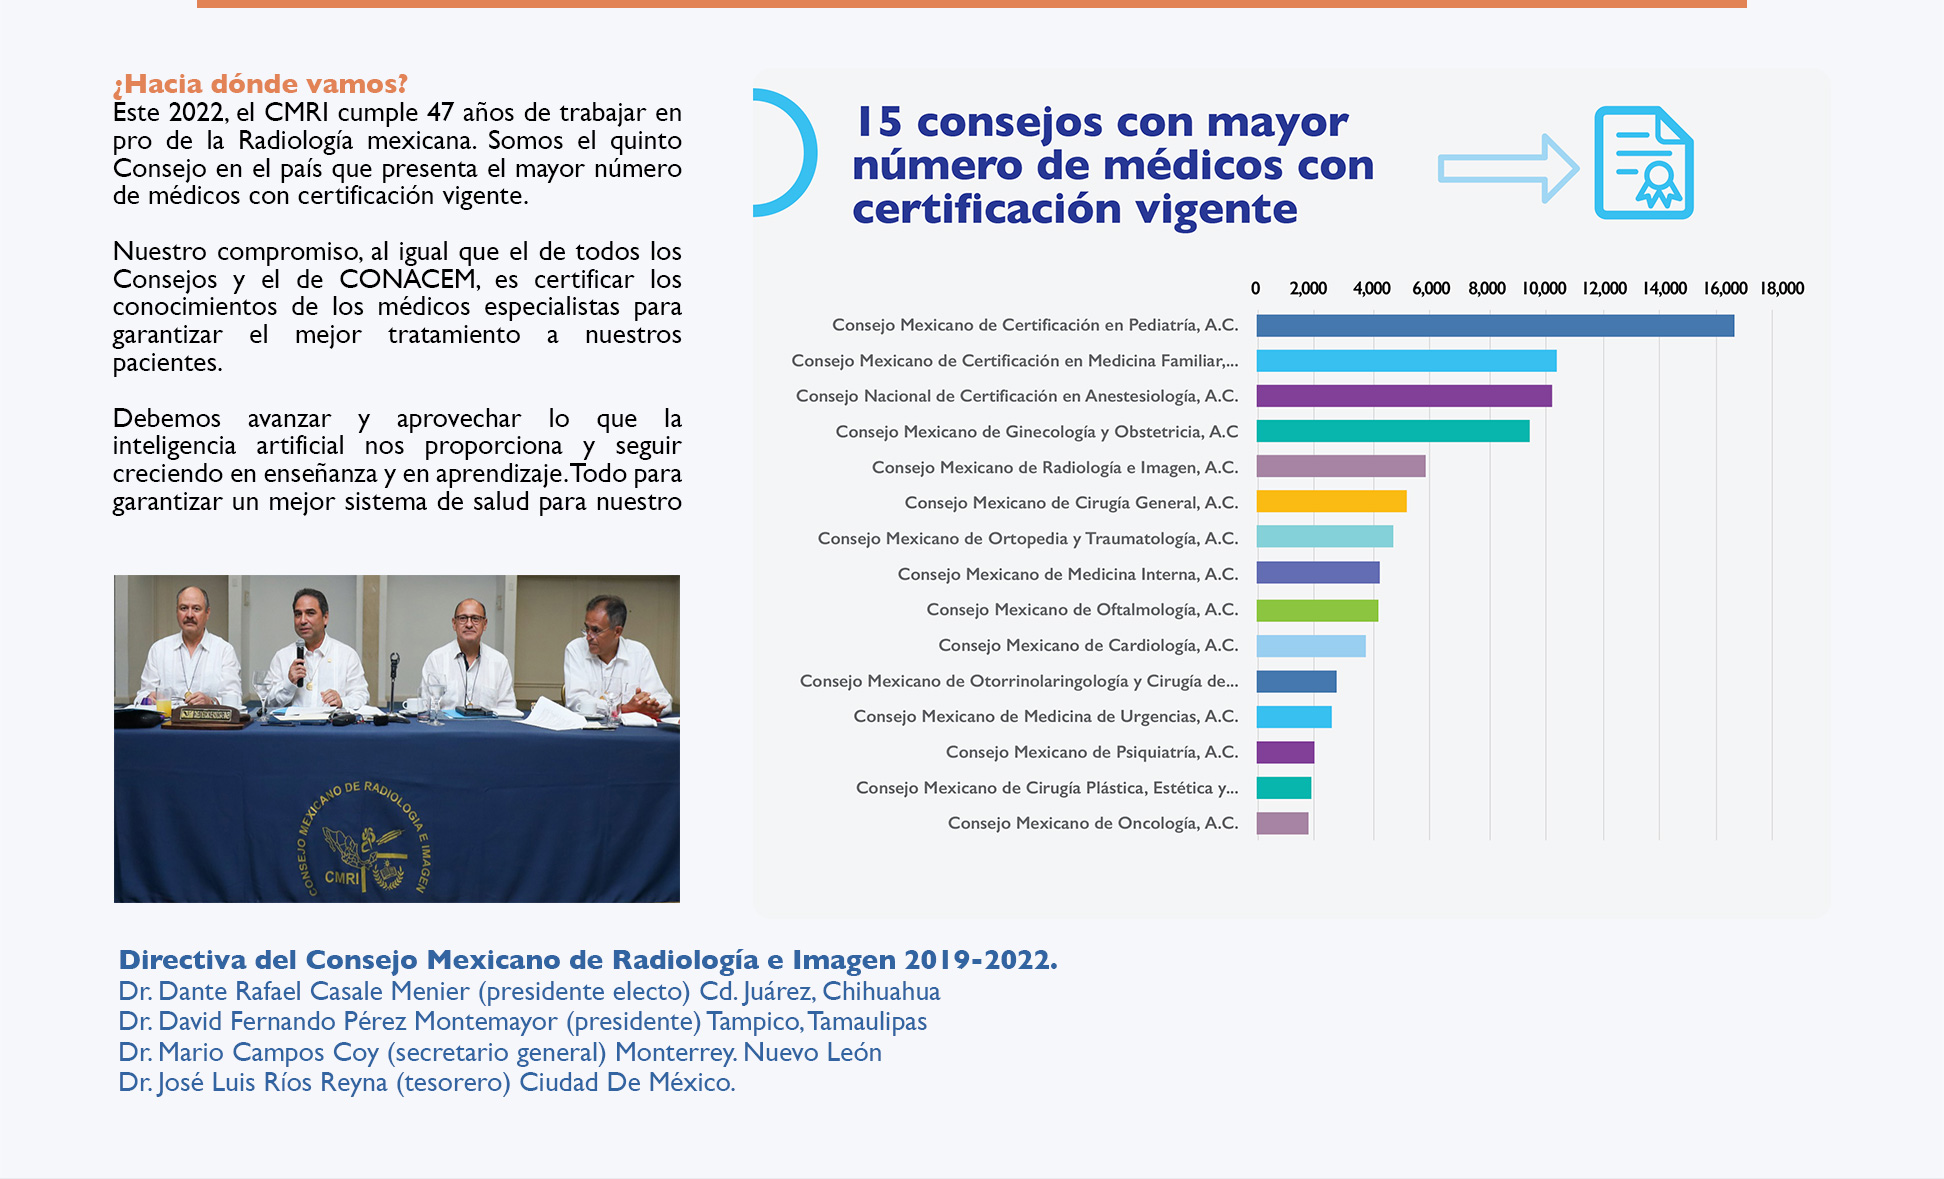 ¿Hacia dónde vamos?
Este 2022, el CMRI cumple 47 años de trabajar en
pro de la Radiología mexicana. Somos el quinto
Consejo en el país que presenta el mayor número
de médicos con certificación vigente.
Nuestro compromiso, al igual que el de todos los
Consejos y el de CONACEM, es certificar los
conocimientos de los médicos especialistas para
garantizar el mejor tratamiento a nuestros
pacientes.
Debemos avanzar y aprovechar lo que la
inteligencia artificial nos proporciona y seguir
creciendo en enseñanza y en aprendizaje. Todo para
garantizar un mejor sistema de salud para nuestro
CONSEJO MEXICANO DE RADIOLOGIA E IMAGEN
CMRI
15 consejos con mayor
número de médicos con
certificación vigente
0 2,000 4,000 6,000 8,000 10,000 12,000 14,000 16,000 18,000
Consejo Mexicano de Certificación en Pediatría, A.C.
Consejo Mexicano de Certificación en Medicina Familiar,...
Consejo Nacional de Certificación en Anestesiología, A.C.
Consejo Mexicano de Ginecología y Obstetricia, A.C
Consejo Mexicano de Radiología e Imagen, A.C.
Consejo Mexicano de Cirugía General, A.C.
Consejo Mexicano de Ortopedia y Traumatología, A.C.
Consejo Mexicano de Medicina Interna, A.C.
Consejo Mexicano de Oftalmología, A.C.
Consejo Mexicano de Cardiología, A.C.
Consejo Mexicano de Otorrinolaringología y Cirugía de...
Consejo Mexicano de Medicina de Urgencias, A.C.
Consejo Mexicano de Psiquiatría, A.C.
Consejo Mexicano de Cirugía Plástica, Estética y...
Consejo Mexicano de Oncología, A.C.
Directiva del Consejo Mexicano de Radiología e Imagen 2019-2022.
Dr. Dante Rafael Casale Menier (presidente electo) Cd. Juárez, Chihuahua
Dr. David Fernando Pérez Montemayor (presidente) Tampico, Tamaulipas
Dr. Mario Campos Coy (secretario general) Monterrey. Nuevo León
Dr. José Luis Ríos Reyna (tesorero) Ciudad De México.